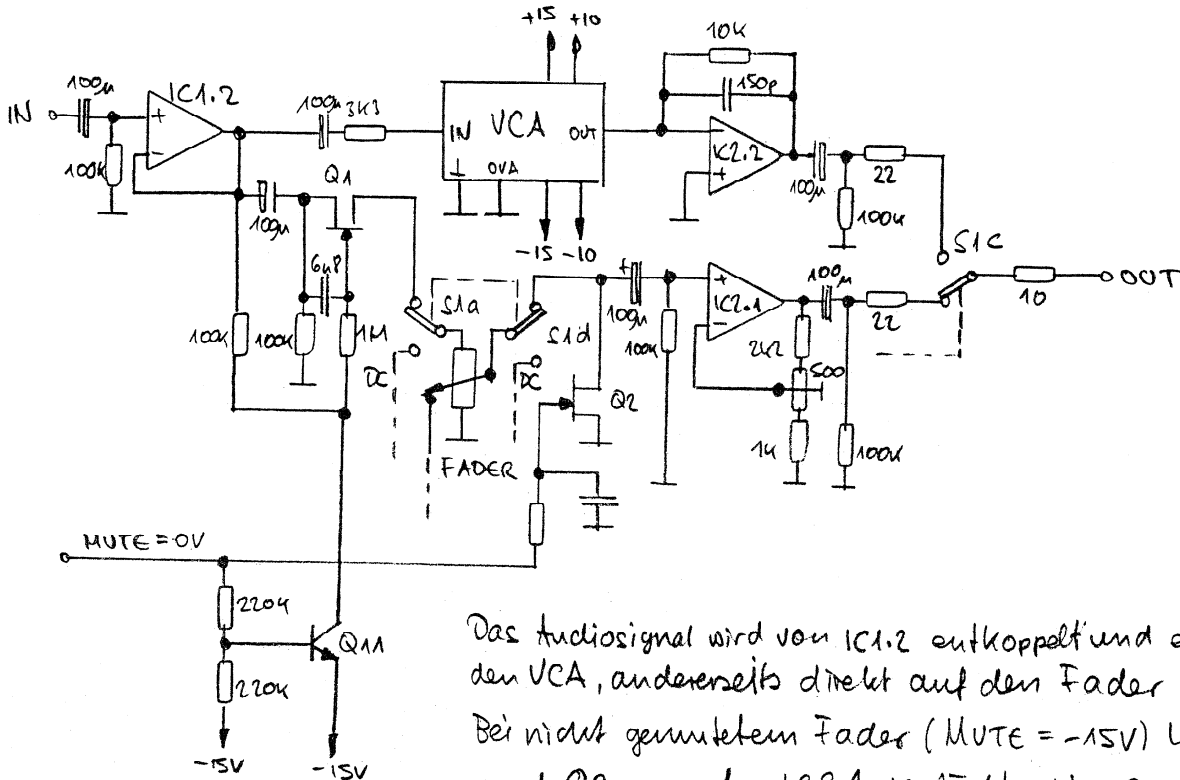 +15 +10
10k
150p
100µ
IC1.2
IN
100k
100µ 3K3
IN VCA OUT
⊥ 0VA
-15 -10
IC2.2
100µ
22
100k
Q1
100µ
6n8
100k
100k
1M
S1a
S1d
DC
DC
FADER
Q2
+
100µ
100k
IC2.1
100µ
2k2
500
1k
22
100k
S1c
10
OUT
MUTE=0V
220k
Q11
220k
-15V
-15V
Das Audiosignal wird von IC1.2 entkoppelt und e
den VCA, andererseits direkt auf den Fader
Bei nicht gemutetem Fader (MUTE = -15V)